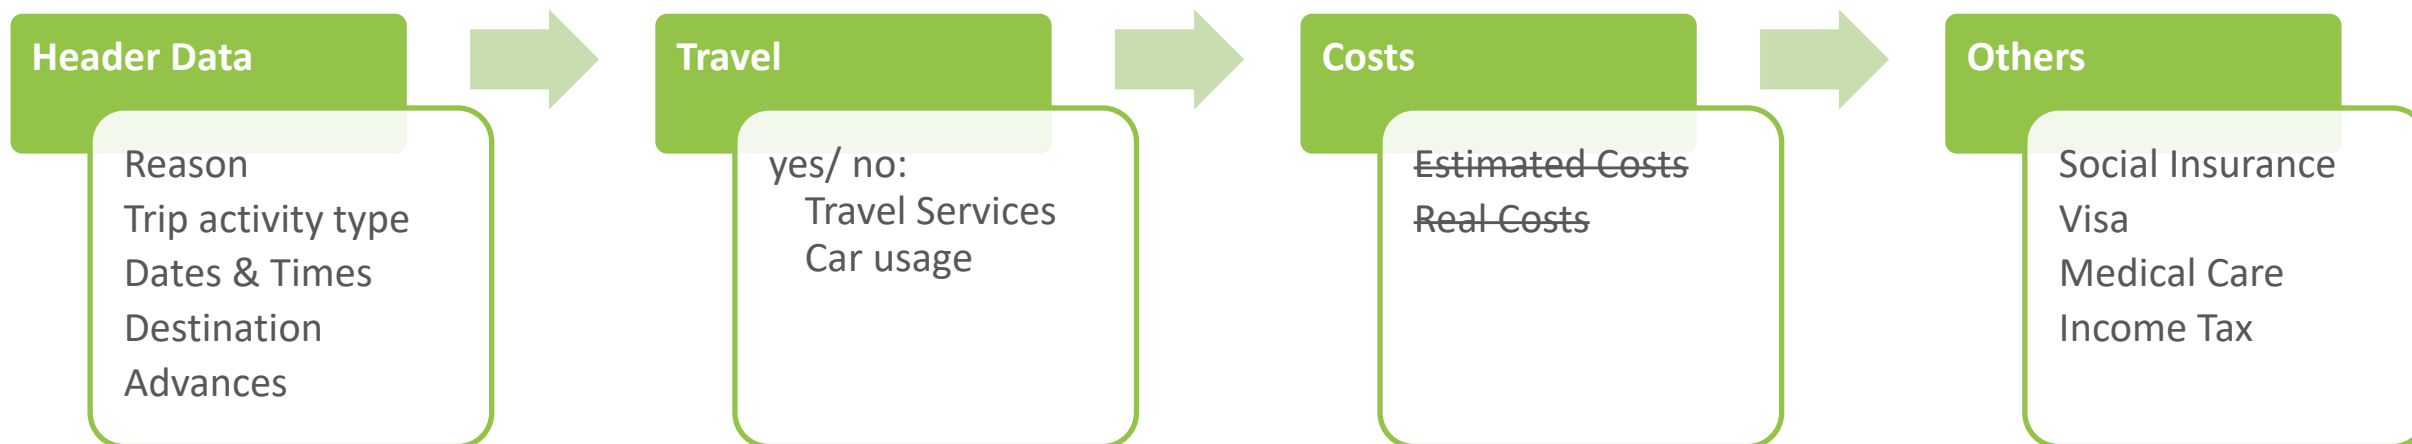 Header Data
Reason
Trip activity type
Dates & Times
Destination
Advances
Travel
yes/ no:
Travel Services
Car usage
Costs
Estimated Costs
Real Costs
Others
Social Insurance
Visa
Medical Care
Income Tax